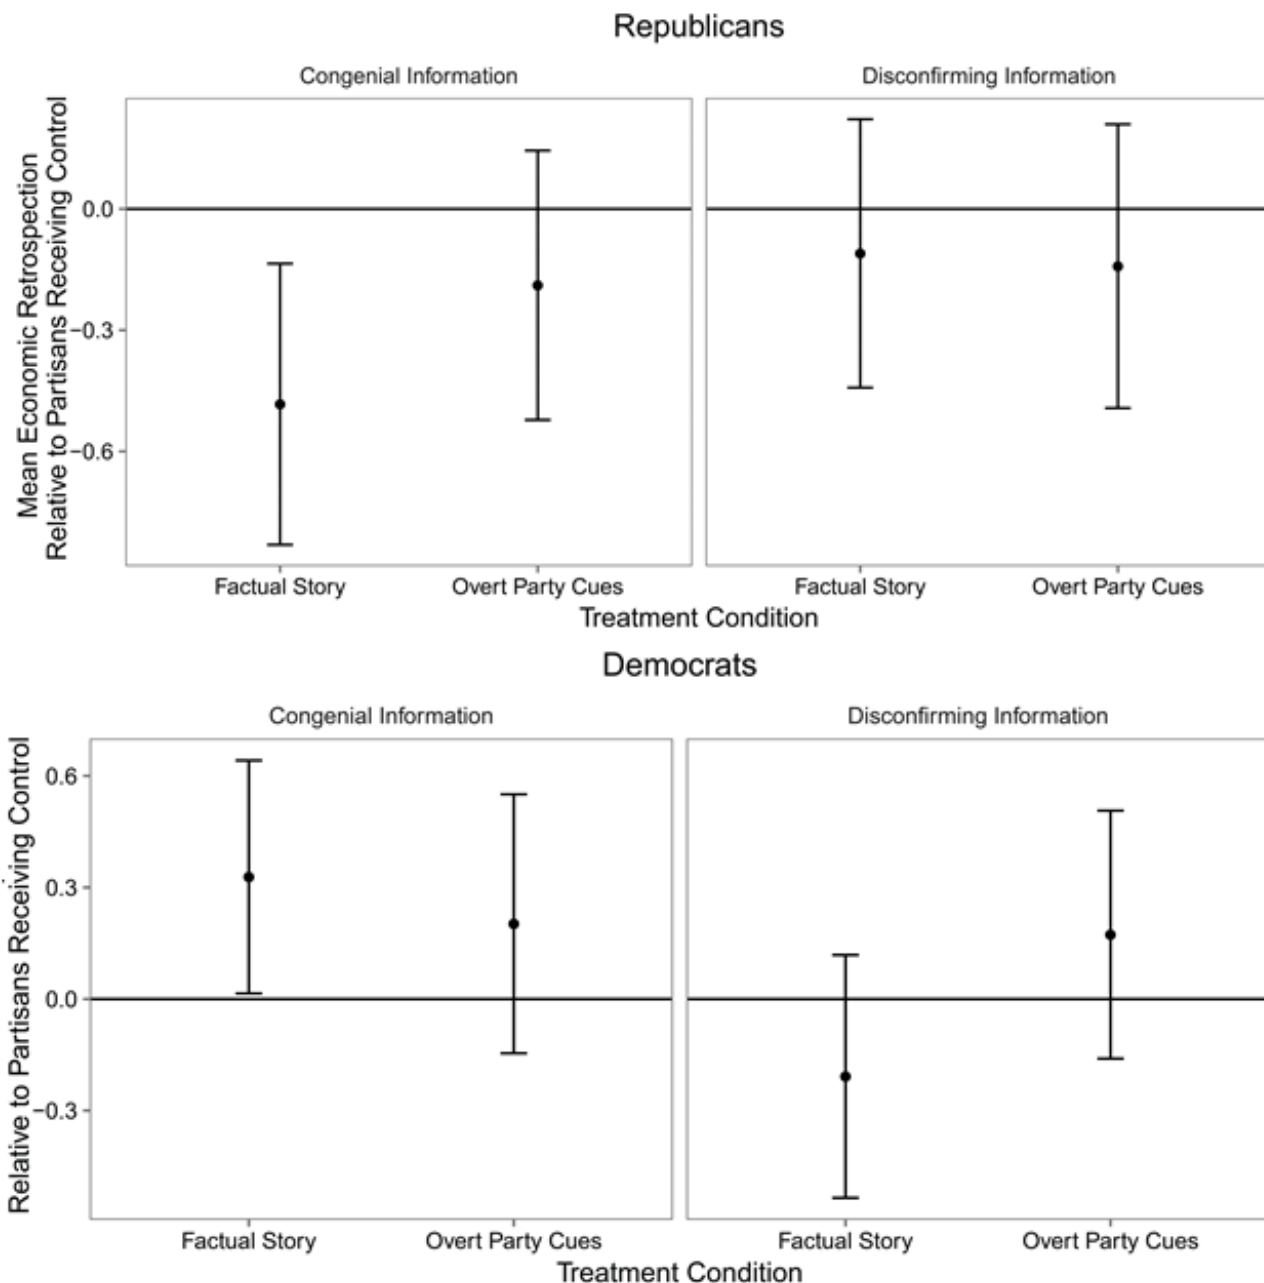 Republicans
Congenial Information
Disconfirming Information
Mean Economic Retrospection
Relative to Partisans Receiving Control
0.0
−0.3
−0.6
Factual Story
Overt Party Cues
Factual Story
Overt Party Cues
Treatment Condition
Democrats
Congenial Information
Disconfirming Information
Relative to Partisans Receiving Control
0.6
0.3
0.0
−0.3
Factual Story
Overt Party Cues
Factual Story
Overt Party Cues
Treatment Condition